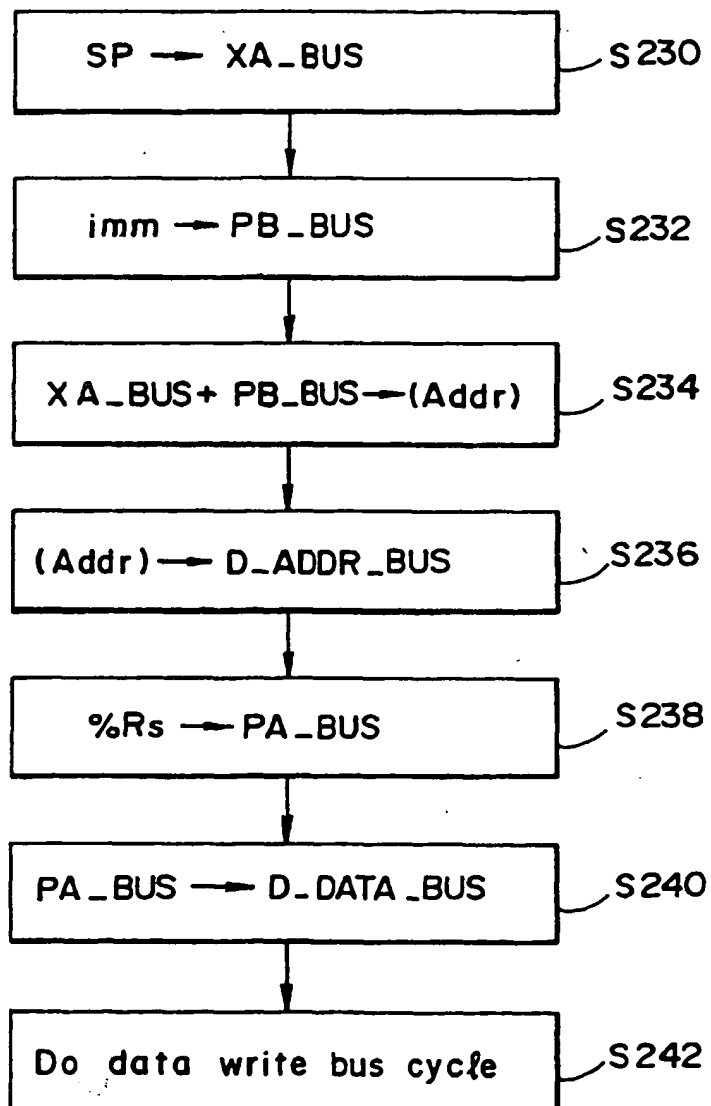 SP → XA_BUS S230
imm → PB_BUS S232
XA_BUS+ PB_BUS→(Addr) S234
(Addr) → D_ADDR_BUS S236
%Rs → PA_BUS S238
PA_BUS → D_DATA_BUS S240
Do data write bus cycle S242